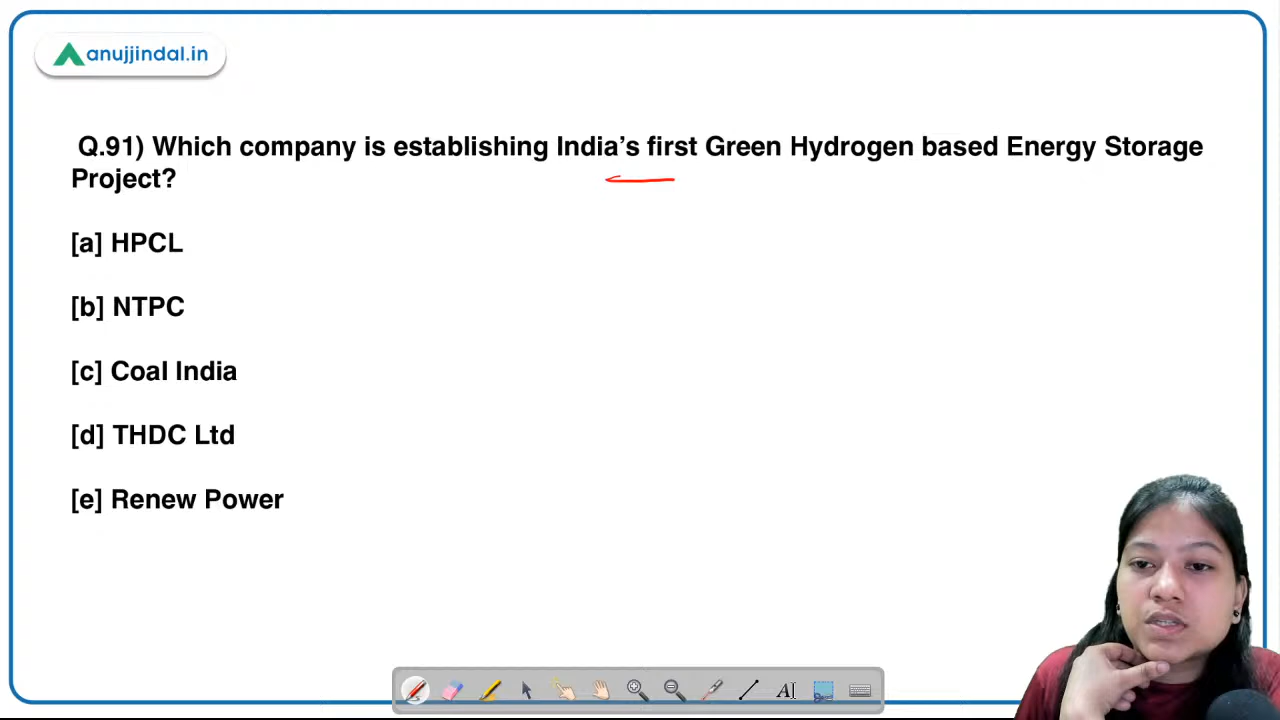 anujjindal.in
Q.91) Which company is establishing India’s first Green Hydrogen based Energy Storage
Project?
[a] HPCL
[b] NTPC
[c] Coal India
[d] THDC Ltd
[e] Renew Power